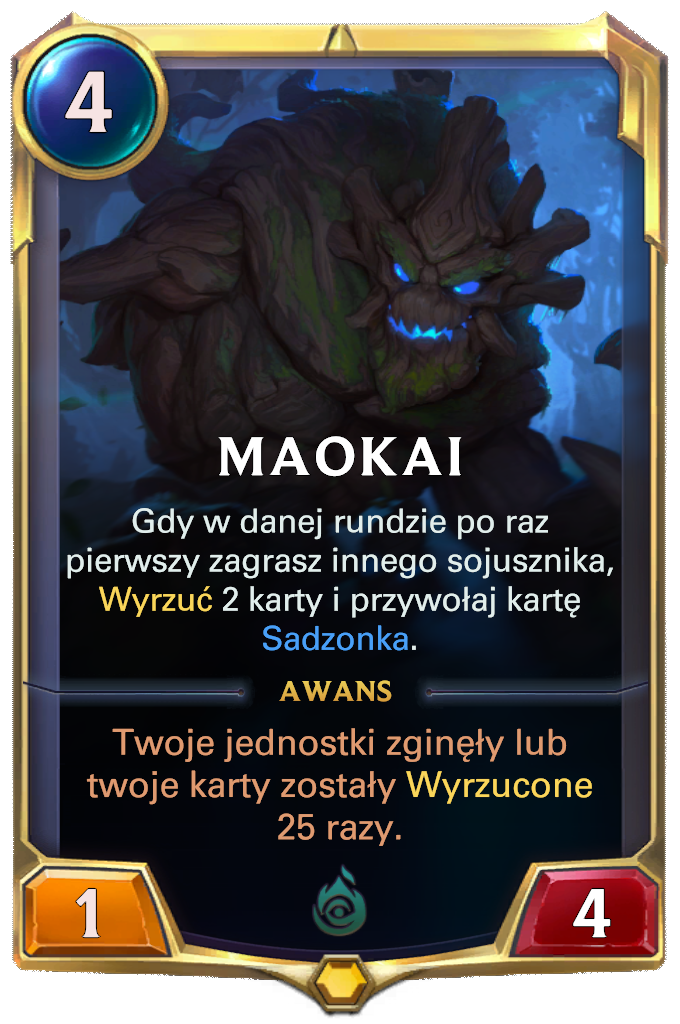 4
MAOKAI
Gdy w danej rundzie po raz
pierwszy zagrasz innego sojusznika,
Wyrzuć 2 karty i przywołaj kartę
Sadzonka.
AWANS
Twoje jednostki zginęły lub
twoje karty zostały Wyrzucone
25 razy.
1
4